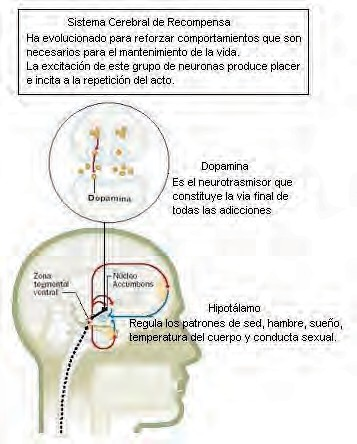 Sistema Cerebral de Recompensa
Ha evolucionado para reforzar comportamientos que son
necesarios para el mantenimiento de la vida.
La excitación de este grupo de neuronas produce placer
e incita a la repetición del acto.
Dopamina
Dopamina
Es el neurotrasmisor que
constituye la via final de
todas las adicciones
Zona
tegmental
ventral
Núcleo
Accumbens
Hipotálamo
Regula los patrones de sed, hambre, sueño,
temperatura del cuerpo y conducta sexual.